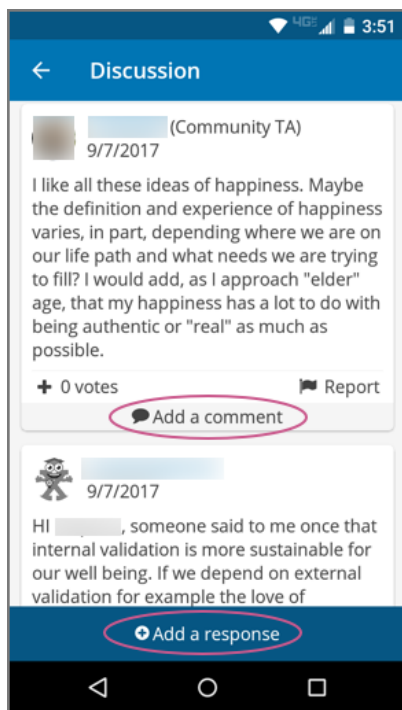 4G 3:51
Discussion
(Community TA)
9/7/2017
I like all these ideas of happiness. Maybe
the definition and experience of happiness
varies, in part, depending where we are on
our life path and what needs we are trying
to fill? I would add, as I approach "elder"
age, that my happiness has a lot to do with
being authentic or "real" as much as
possible.
0 votes Report
Add a comment
9/7/2017
HI , someone said to me once that
internal validation is more sustainable for
our well being. If we depend on external
validation for example the love of
Add a response